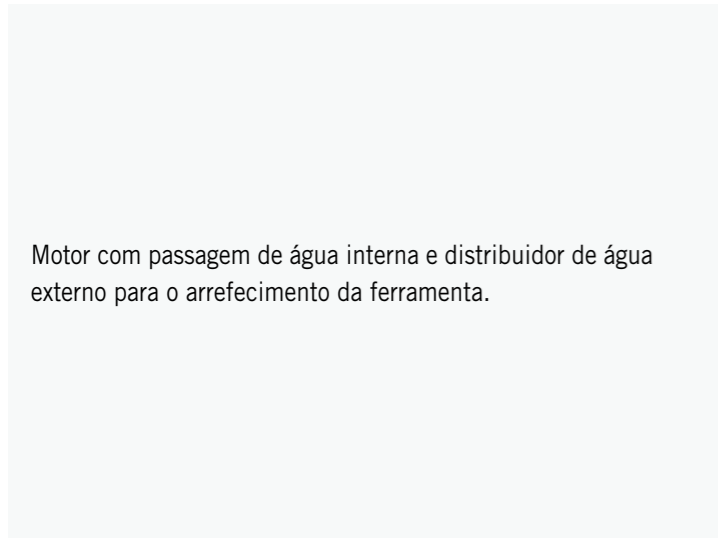 Motor com passagem de água interna e distribuidor de água
externo para o arrefecimento da ferramenta.